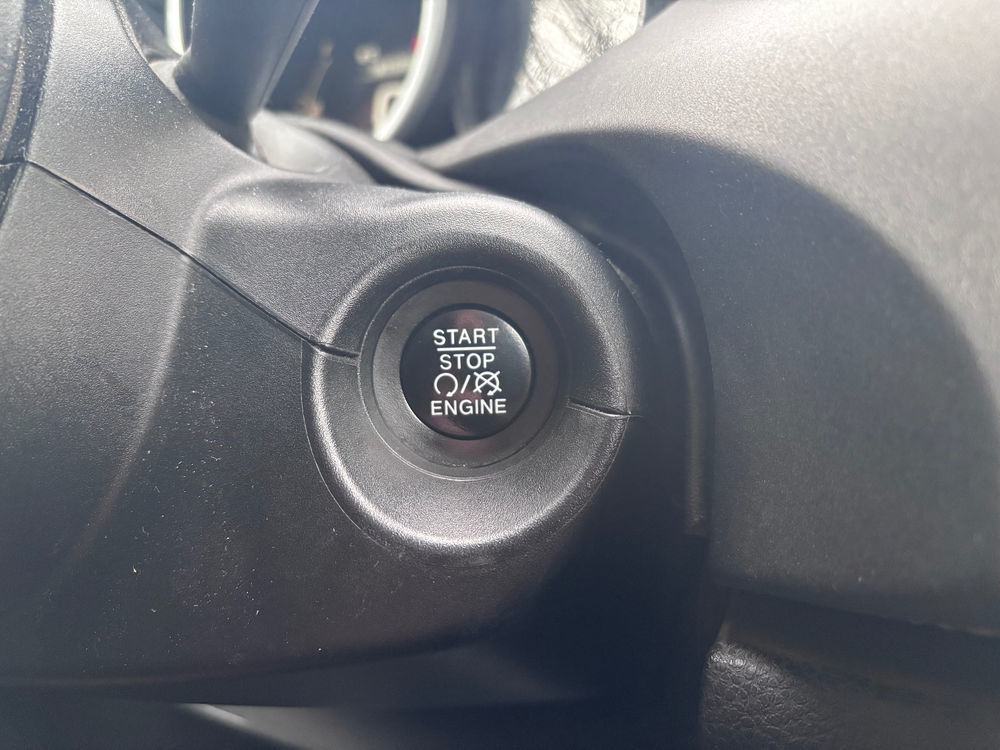 START
STOP
/
ENGINE